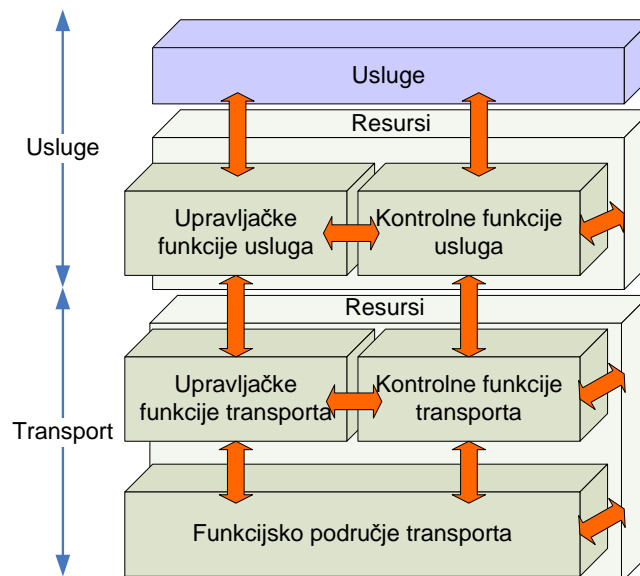 Usluge
Resursi
Usluge
Upravljačke
funkcije usluga
Kontrolne funkcije
usluga
Resursi
Upravljačke
funkcije transporta
Kontrolne funkcije
transporta
Transport
Funkcijsko područje transporta